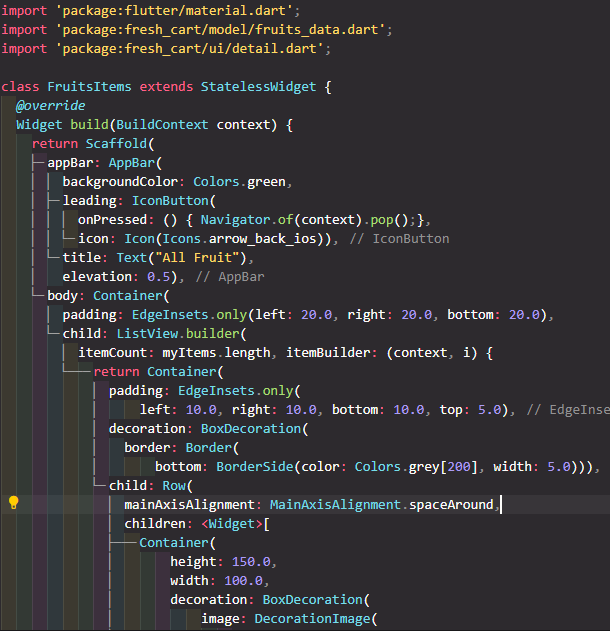 import 'package:flutter/material.dart';
import 'package:fresh_cart/model/fruits_data.dart';
import 'package:fresh_cart/ui/detail.dart';
class FruitsItems extends StatelessWidget {
@override
Widget build(BuildContext context) {
return Scaffold(
appBar: AppBar(
backgroundColor: Colors.green,
leading: IconButton(
onPressed: () { Navigator.of(context).pop();},
icon: Icon(Icons.arrow_back_ios)), // IconButton
title: Text("All Fruit"),
elevation: 0.5), // AppBar
body: Container(
padding: EdgeInsets.only(left: 20.0, right: 20.0, bottom: 20.0),
child: ListView.builder(
itemCount: myItems.length, itemBuilder: (context, i) {
return Container(
padding: EdgeInsets.only(
left: 10.0, right: 10.0, bottom: 10.0, top: 5.0), // EdgeInse
decoration: BoxDecoration(
border: Border(
bottom: BorderSide(color: Colors.grey[200], width: 5.0))),
child: Row(
mainAxisAlignment: MainAxisAlignment.spaceAround,
children: <Widget>[
Container(
height: 150.0,
width: 100.0,
decoration: BoxDecoration(
image: DecorationImage(